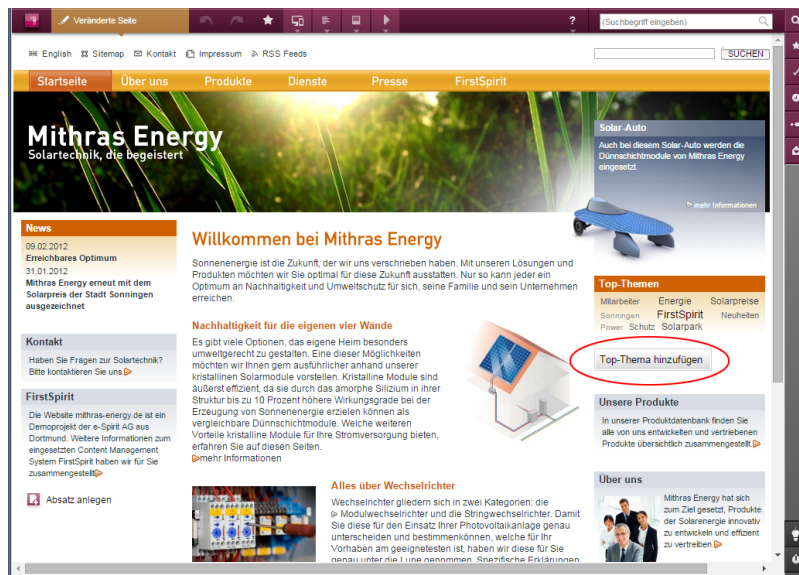 Veränderte Seite
?
(Suchbegriff eingeben)
English Sitemap Kontakt Impressum RSS Feeds
SUCHEN
Startseite Über uns Produkte Dienste Presse FirstSpirit
Mithras Energy
Solartechnik, die begeistert
Solar-Auto
Auch bei diesem Solar-Auto werden die
Dünnschichtmodule von Mithras Energy
eingesetzt.
mehr Informationen
News
09.02.2012
Erreichbares Optimum
31.01.2012
Mithras Energy erneut mit dem
Solarpreis der Stadt Sonningen
ausgezeichnet
Kontakt
Haben Sie Fragen zur Solartechnik?
Bitte kontaktieren Sie uns.
FirstSpirit
Die Website mithras-energy.de ist ein
Demoprojekt der e-Spirit AG aus
Dortmund. Weitere Informationen zum
eingesetzten Content Management
System FirstSpirit haben wir für Sie
zusammengestellt
Absatz anlegen
Willkommen bei Mithras Energy
Sonnenenergie ist die Zukunft, der wir uns verschrieben haben. Mit unseren Lösungen und
Produkten möchten wir Sie optimal für diese Zukunft ausstatten. Nur so kann jeder ein
Optimum an Nachhaltigkeit und Umweltschutz für sich, seine Familie und sein Unternehmen
erreichen.
Nachhaltigkeit für die eigenen vier Wände
Es gibt viele Optionen, das eigene Heim besonders
umweltgerecht zu gestalten. Eine dieser Möglichkeiten
möchten wir Ihnen gern ausführlicher anhand unserer
kristallinen Solarmodule vorstellen. Kristalline Module sind
äußerst effizient, da sie durch das amorphe Silizium in ihrer
Struktur bis zu 10 Prozent höhere Wirkungsgrade bei der
Erzeugung von Sonnenenergie erzielen können als
vergleichbare Dünnschichtmodule. Welche weiteren
Vorteile kristalline Module für Ihre Stromversorgung bieten,
erfahren Sie auf diesen Seiten.
mehr Informationen
Alles über Wechselrichter
Wechselrichter gliedern sich in zwei Kategorien: die
Modulwechselrichter und die Stringwechselrichter. Damit
Sie diese für den Einsatz Ihrer Photovoltaikanlage genau
unterscheiden und bestimmenkönnen, welche für Ihr
Vorhaben am geeignetesten ist, haben wir diese für Sie
genau unter die Lupe genommen. Spezifische Erklärungen
Top-Themen
Mitarbeiter Energie Solarpreise
Sonningen FirstSpirit Neuheiten
Power Schutz Solarpark
Top-Thema hinzufügen
Unsere Produkte
In unserer Produktdatenbank finden Sie
alle von uns entwickelten und vertriebenen
Produkte übersichtlich zusammengestellt.
Über uns
Mithras Energy hat sich
zum Ziel gesetzt, Produkte
der Solarenergie innovativ
zu entwickeln und effizient
zu vertreiben.